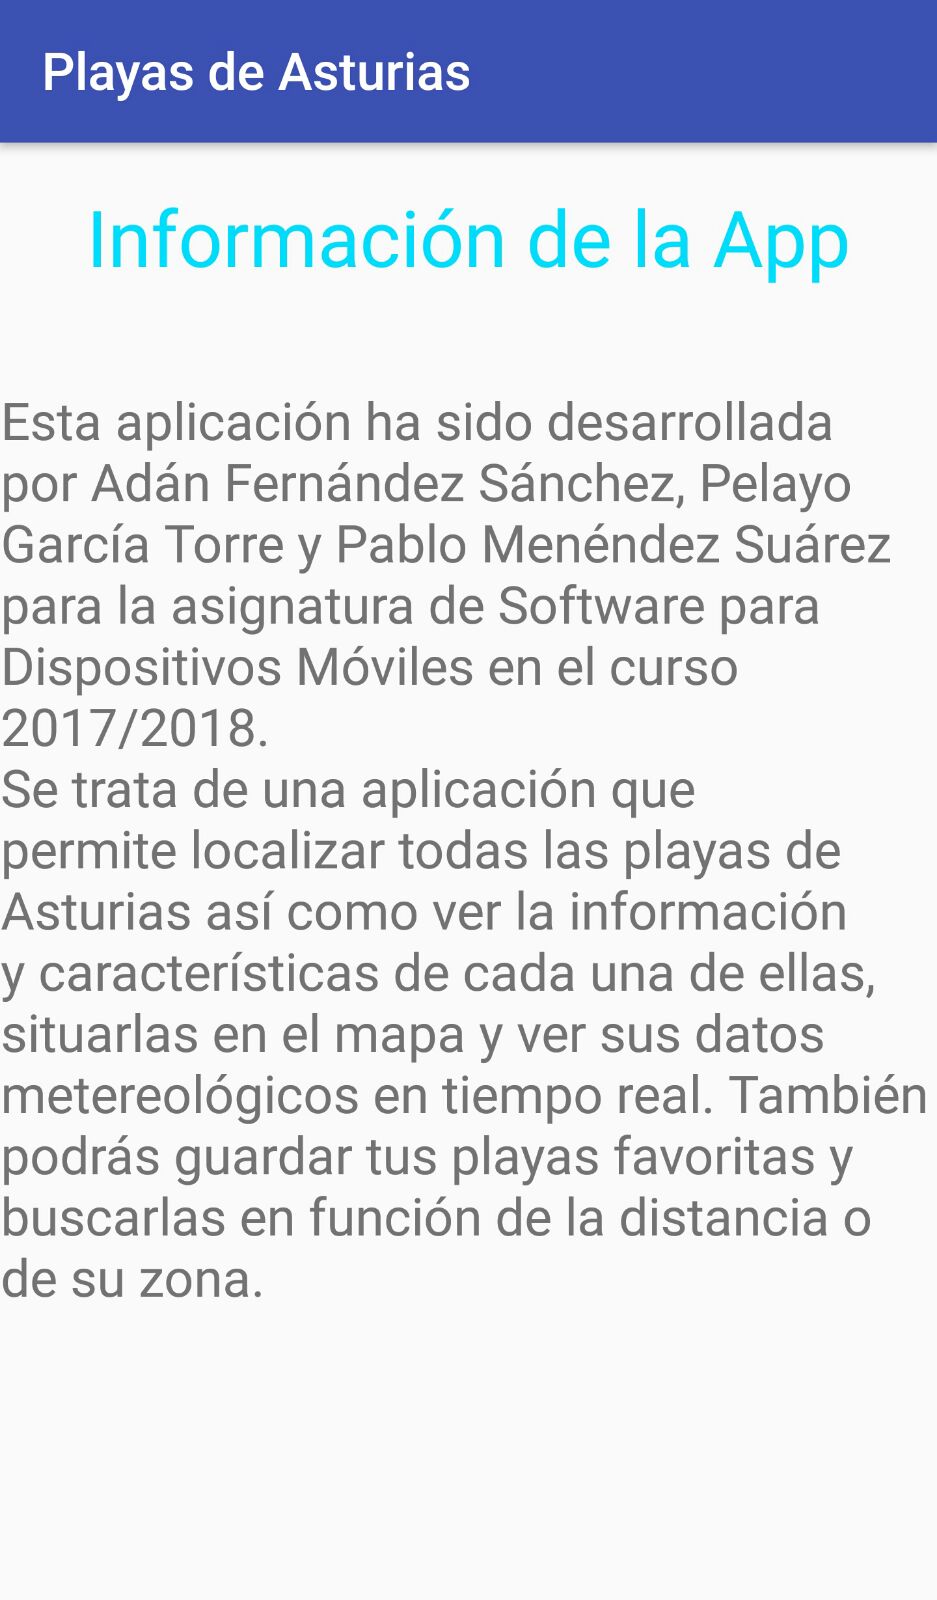 Playas de Asturias
Información de la App
Esta aplicación ha sido desarrollada
por Adán Fernández Sánchez, Pelayo
García Torre y Pablo Menéndez Suárez
para la asignatura de Software para
Dispositivos Móviles en el curso
2017/2018.
Se trata de una aplicación que
permite localizar todas las playas de
Asturias así como ver la información
y características de cada una de ellas,
situarlas en el mapa y ver sus datos
metereológicos en tiempo real. También
podrás guardar tus playas favoritas y
buscarlas en función de la distancia o
de su zona.